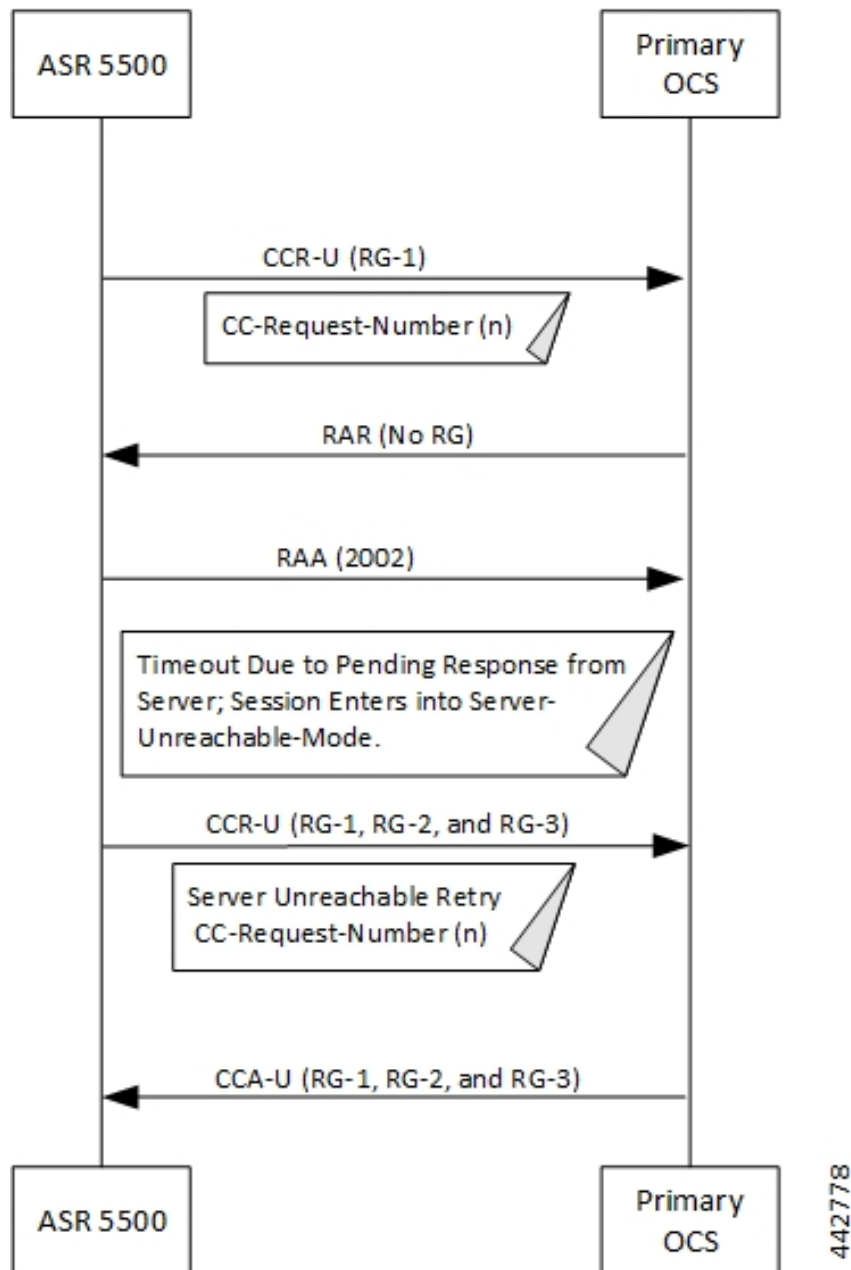 ASR 5500
Primary
OCS
CCR-U (RG-1)
CC-Request-Number (n)
RAR (No RG)
RAA (2002)
Timeout Due to Pending Response from
Server; Session Enters into Server-
Unreachable-Mode.
CCR-U (RG-1, RG-2, and RG-3)
Server Unreachable Retry
CC-Request-Number (n)
CCA-U (RG-1, RG-2, and RG-3)
ASR 5500
Primary
OCS
442778